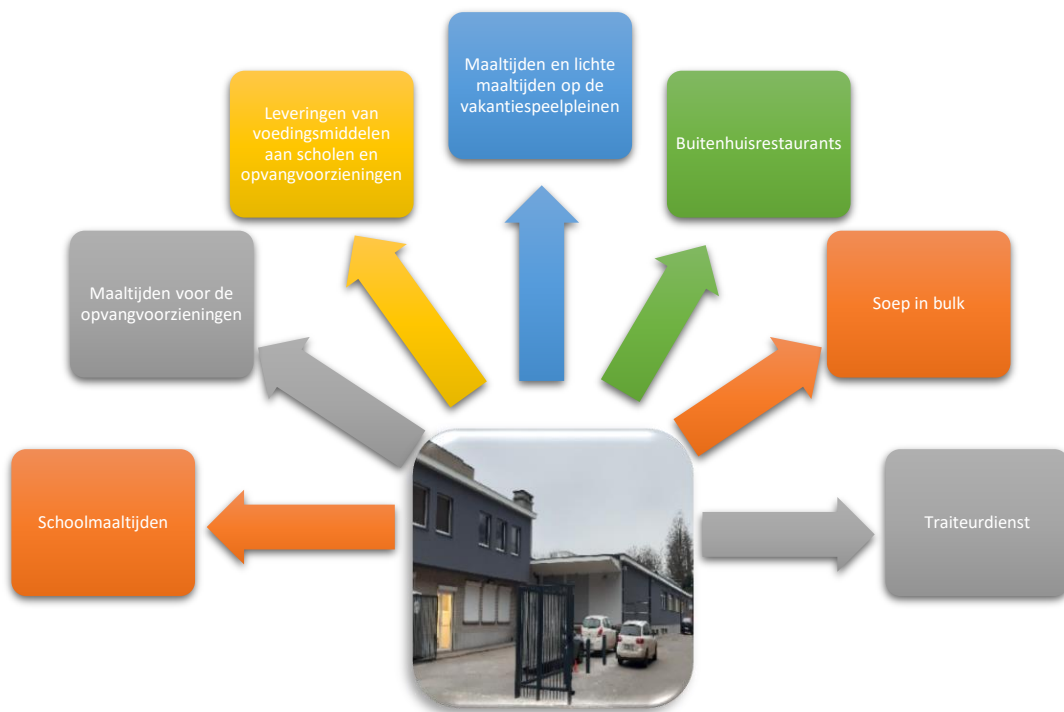 Maaltijden en lichte
maaltijden op de
vakantiespeelpleinen
Leveringen van
voedingsmiddelen
aan scholen en
opvangvoorzieningen
Buitenhuisrestaurants
Maaltijden voor de
opvangvoorzieningen
Soep in bulk
Schoolmaaltijden
Traiteurdienst